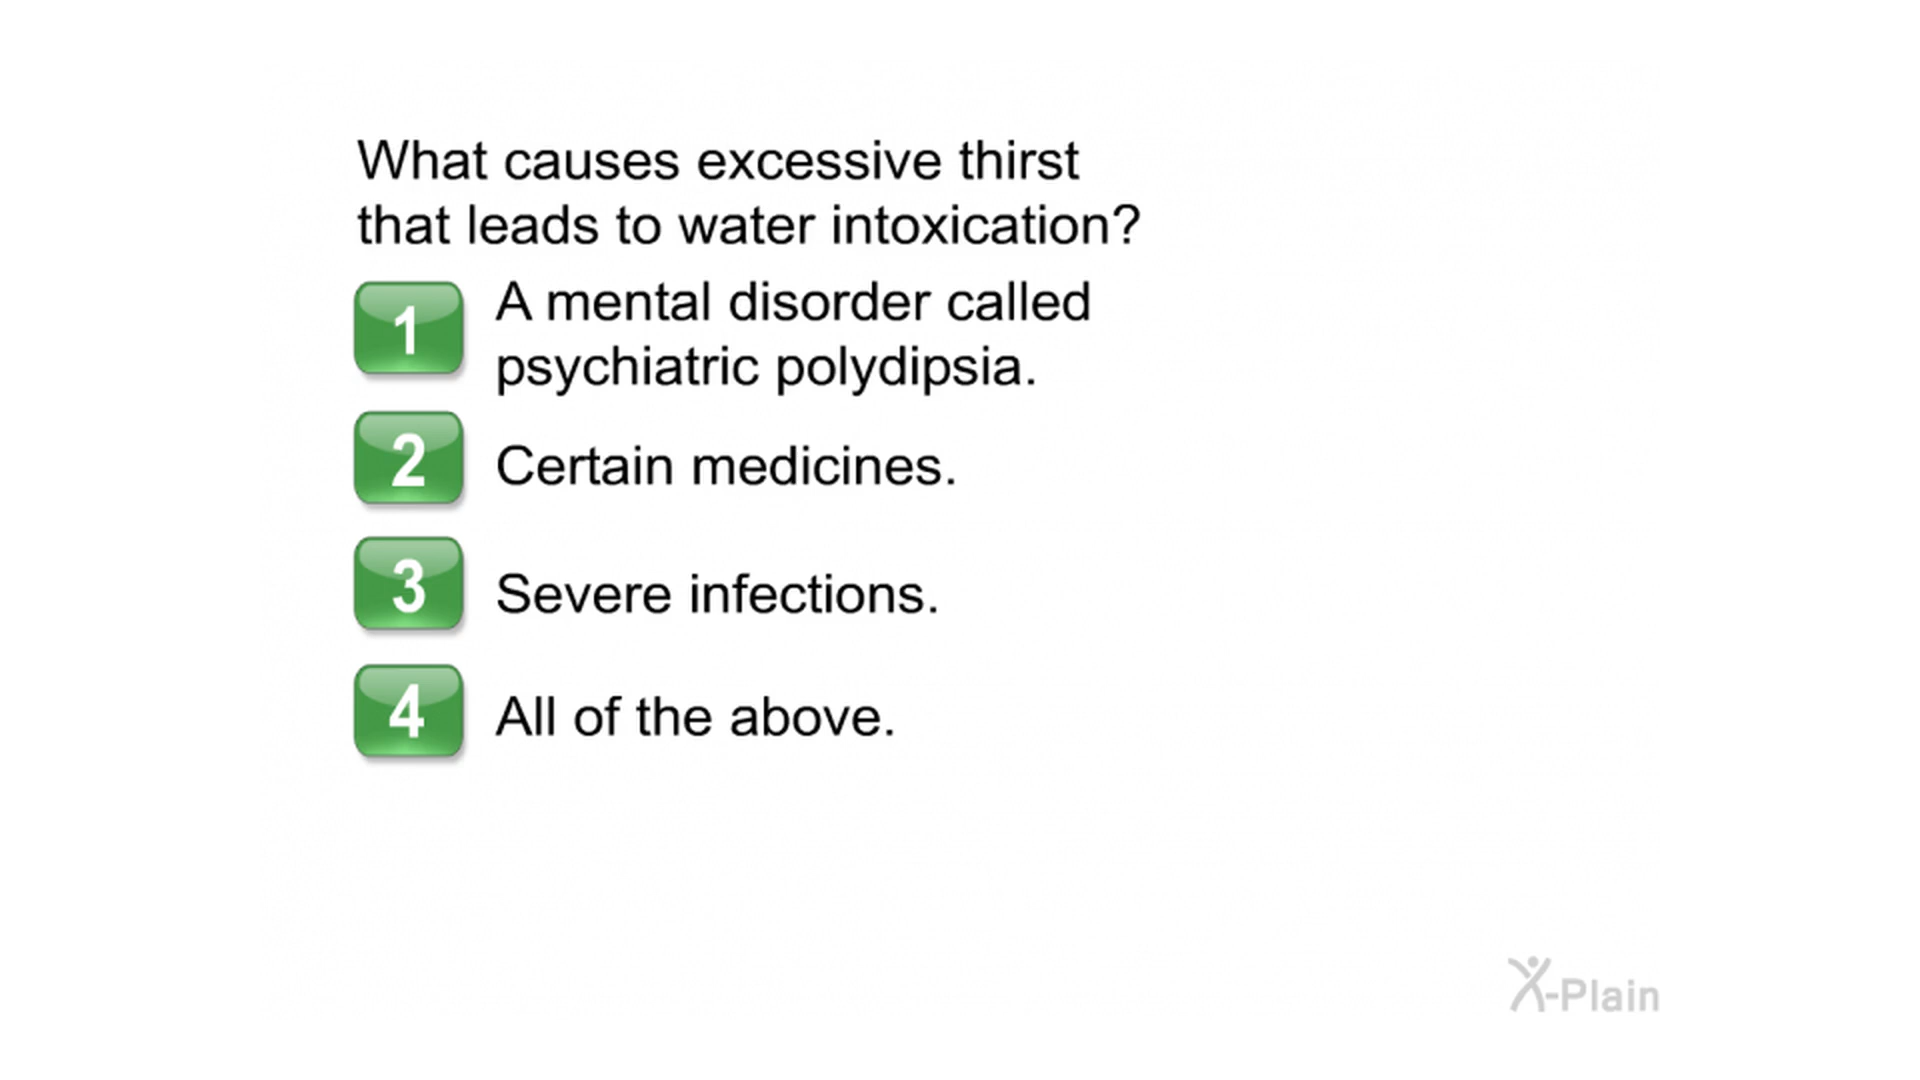 What causes excessive thirst
that leads to water intoxication?
1 A mental disorder called
psychiatric polydipsia.
2 Certain medicines.
3 Severe infections.
4 All of the above.
X-Plain